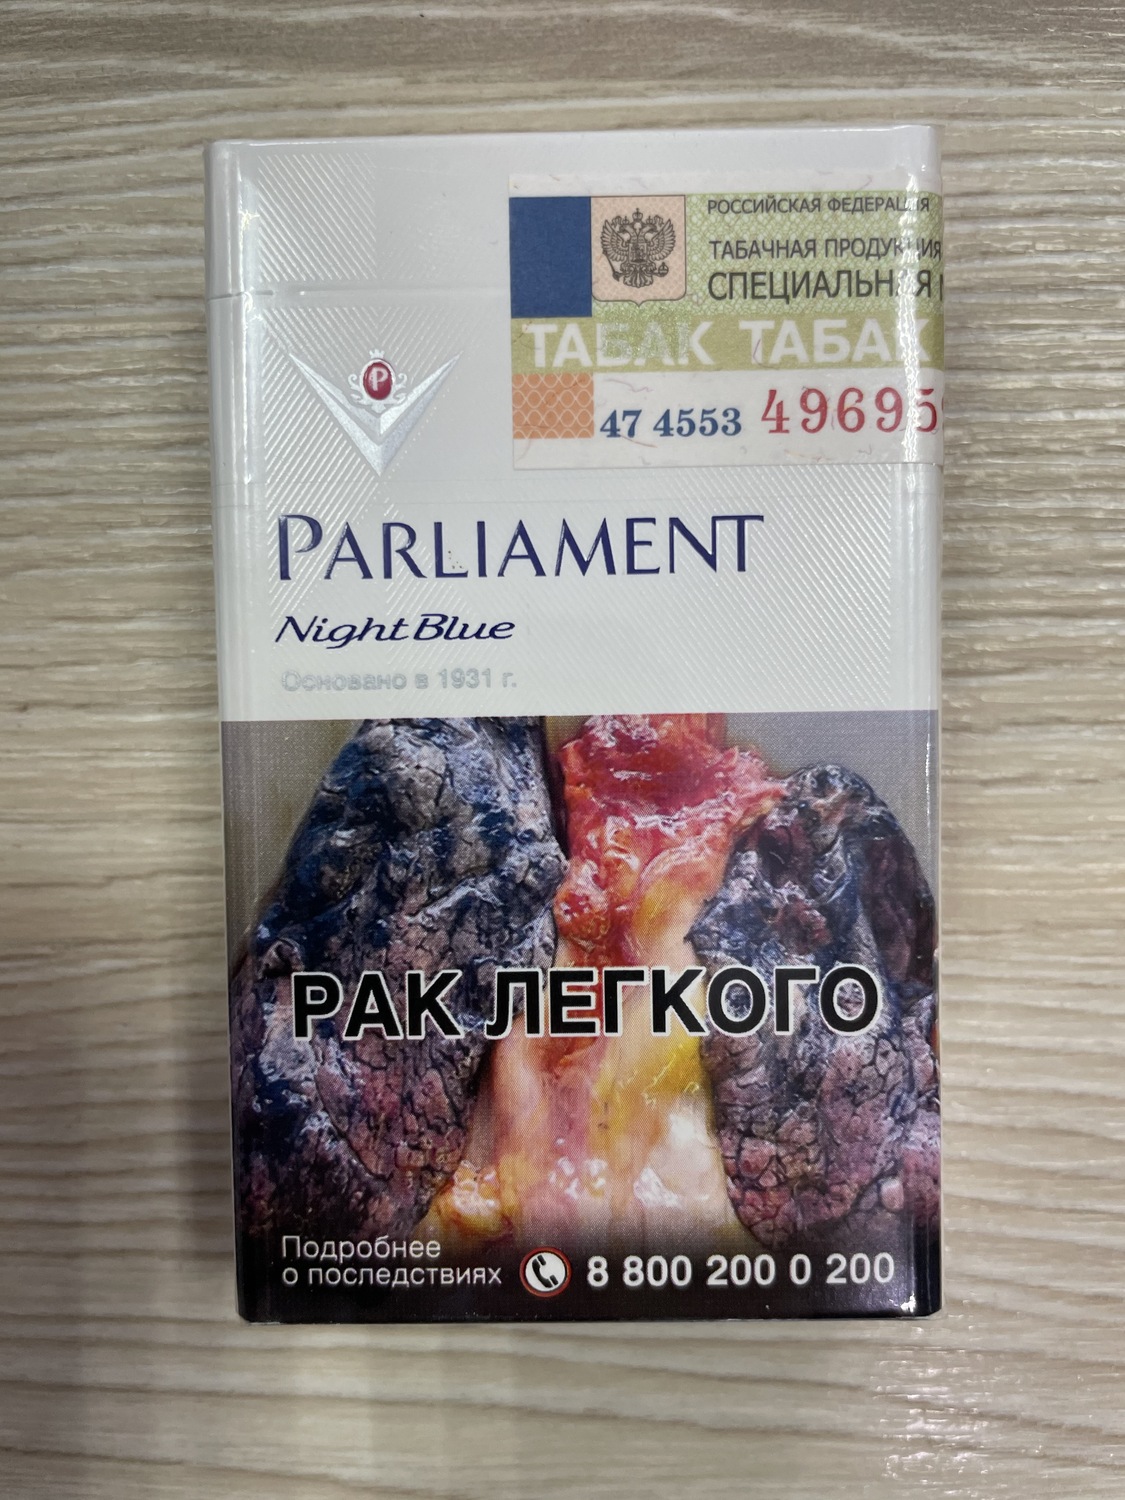 РОССИЙСКАЯ ФЕДЕРАЦИЯ
ТАБАЧНАЯ ПРОДУКЦИЯ
СПЕЦИАЛЬНАЯ
ТАБАК ТАБАК
47 4553 49695
P
PARLIAMENT
Night Blue
Основано в 1931 г.
РАК ЛЕГКОГО
Подробнее
о последствиях 8 800 200 0 200